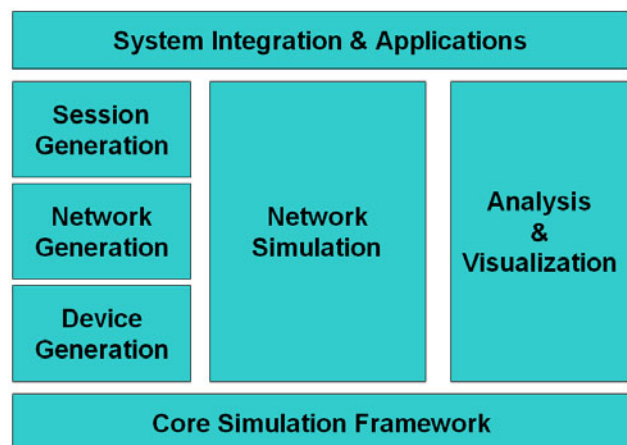 System Integration & Applications
Session
Generation
Network
Generation
Device
Generation
Network
Simulation
Analysis
&
Visualization
Core Simulation Framework